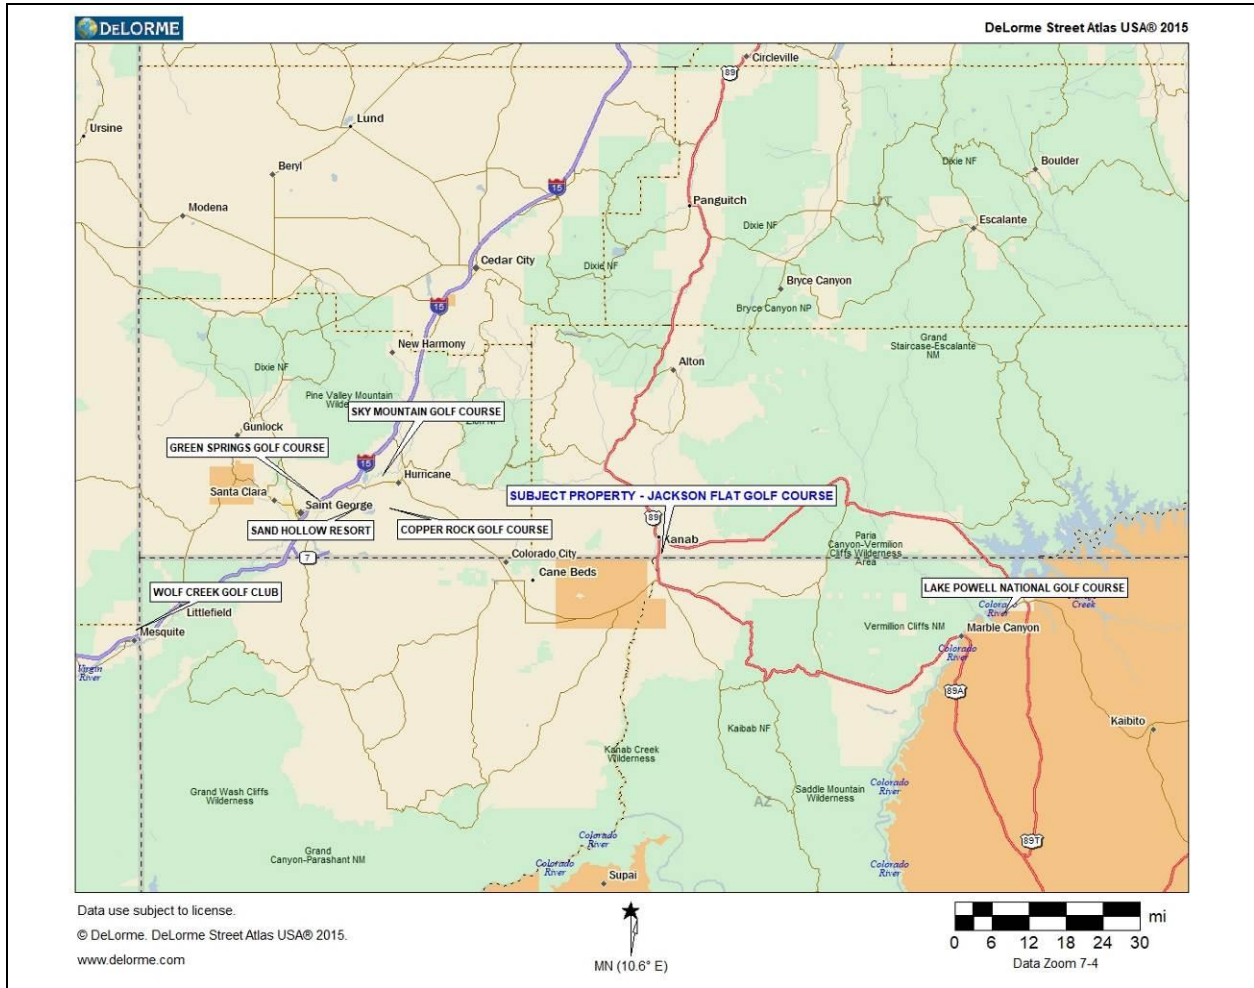 DELORME
DeLorme Street Atlas USA® 2015
Circleville
89
Ursine
Lund
Beryl
Dixie NF
Boulder
15
Modena
Panguitch
UT
Escalante
Dixie NF
Cedar City
Dixie NF
Bryce Canyon
15
Bryce Canyon NP
New Harmony
Grand
Staircase-Escalante
NM
Dixie NF
Alton
Pine Valley Mountain
SKY MOUNTAIN GOLF COURSE
Gunlock
GREEN SPRINGS GOLF COURSE
15
Hurricane
Santa Clara
SUBJECT PROPERTY - JACKSON FLAT GOLF COURSE
Saint George
89
SAND HOLLOW RESORT
COPPER ROCK GOLF COURSE
Kanab
Paria
Canyon-Vermilion
Cliffs Wilderness
Area
7
Colorado City
Cane Beds
WOLF CREEK GOLF CLUB
LAKE POWELL NATIONAL GOLF COURSE
Littlefield
Colorado
River
Creek
Mesquite
Vermillion Cliffs NM
Marble Canyon
Virgin
River
Colorado
River
89A
Kaibito
Kaibab NF
Kanab Creek
Wilderness
Grand Wash Cliffs
Wilderness
Saddle Mountain
Wilderness
Colorado
River
AZ
Colorado
River
89T
Grand
Canyon-Parashant NM
Colorado
River
Colorado
River
Supai
Data use subject to license.
© DeLorme. DeLorme Street Atlas USA® 2015.
www.delorme.com
MN (10.6° E)
mi
0 6 12 18 24 30
Data Zoom 7-4